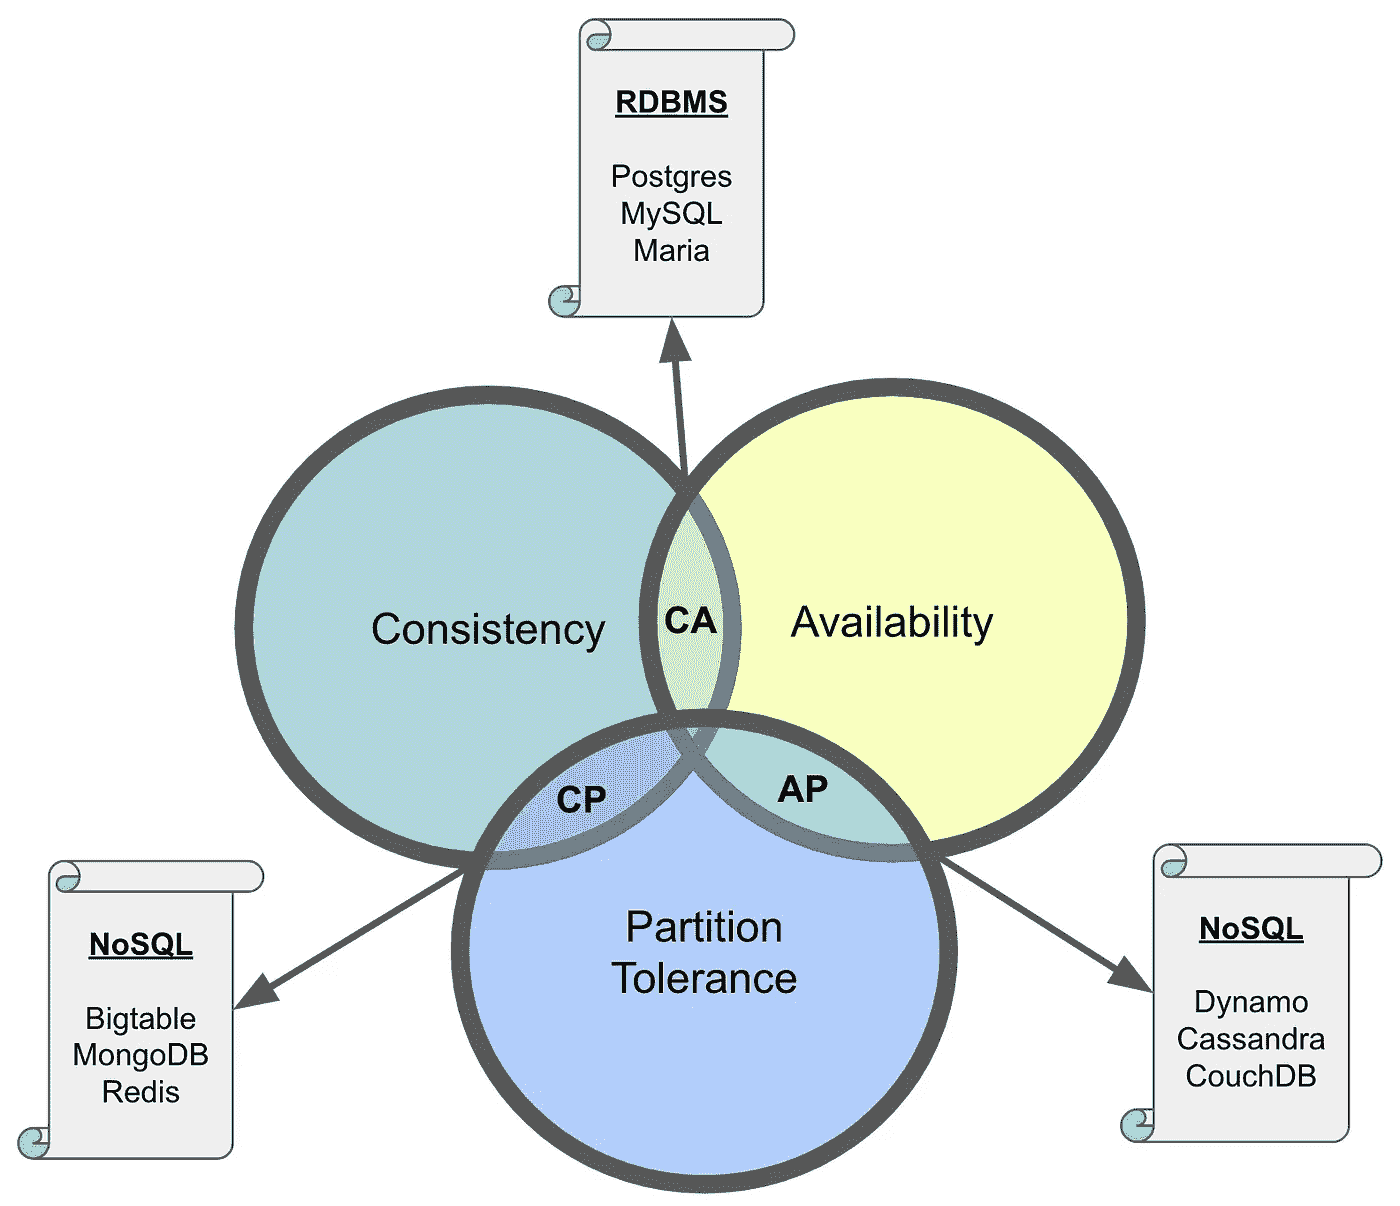 RDBMS
Postgres
MySQL
Maria
Consistency
CA
Availability
CP
AP
Partition
Tolerance
NoSQL
Bigtable
MongoDB
Redis
NoSQL
Dynamo
Cassandra
CouchDB